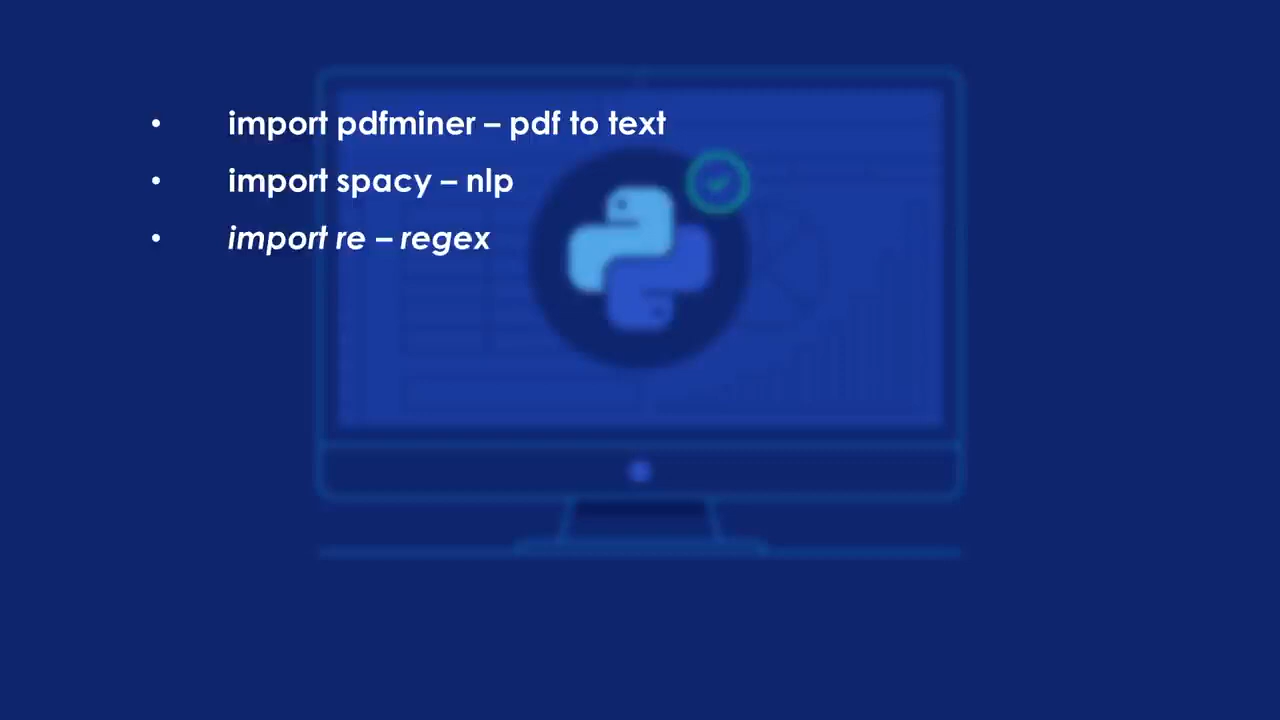 • import pdfminer – pdf to text
• import spacy – nlp
• import re – regex